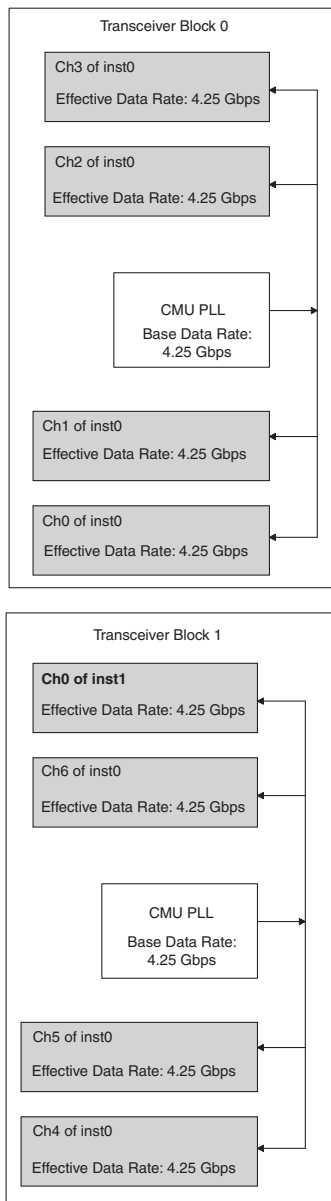 Transceiver Block 0
Ch3 of inst0
Effective Data Rate: 4.25 Gbps
Ch2 of inst0
Effective Data Rate: 4.25 Gbps
CMU PLL
Base Data Rate:
4.25 Gbps
Ch1 of inst0
Effective Data Rate: 4.25 Gbps
Ch0 of inst0
Effective Data Rate: 4.25 Gbps
Transceiver Block 1
Ch0 of inst1
Effective Data Rate: 4.25 Gbps
Ch6 of inst0
Effective Data Rate: 4.25 Gbps
CMU PLL
Base Data Rate:
4.25 Gbps
Ch5 of inst0
Effective Data Rate: 4.25 Gbps
Ch4 of inst0
Effective Data Rate: 4.25 Gbps